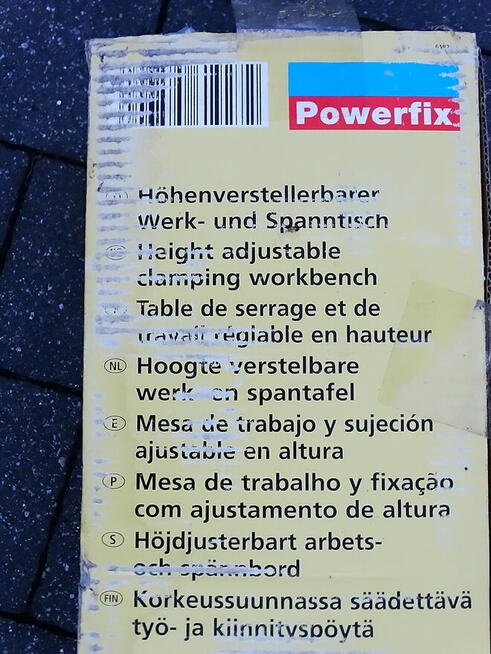 Powerfix
Höhenverstellerbarer
Werk- und Spanntisch
Height adjustable
clamping workbench
Table de serrage et de
travail réglable en hauteur
NL Hoogte verstelbare
werk- en spantafel
E Mesa de trabajo y sujeción
ajustable en altura
P Mesa de trabalho y fixação
com ajustamento de altura
S Höjdjusterbart arbets-
och spännbord
FIN Korkeussuunnassa säädettävä
työ- ja kiinnityspöytä